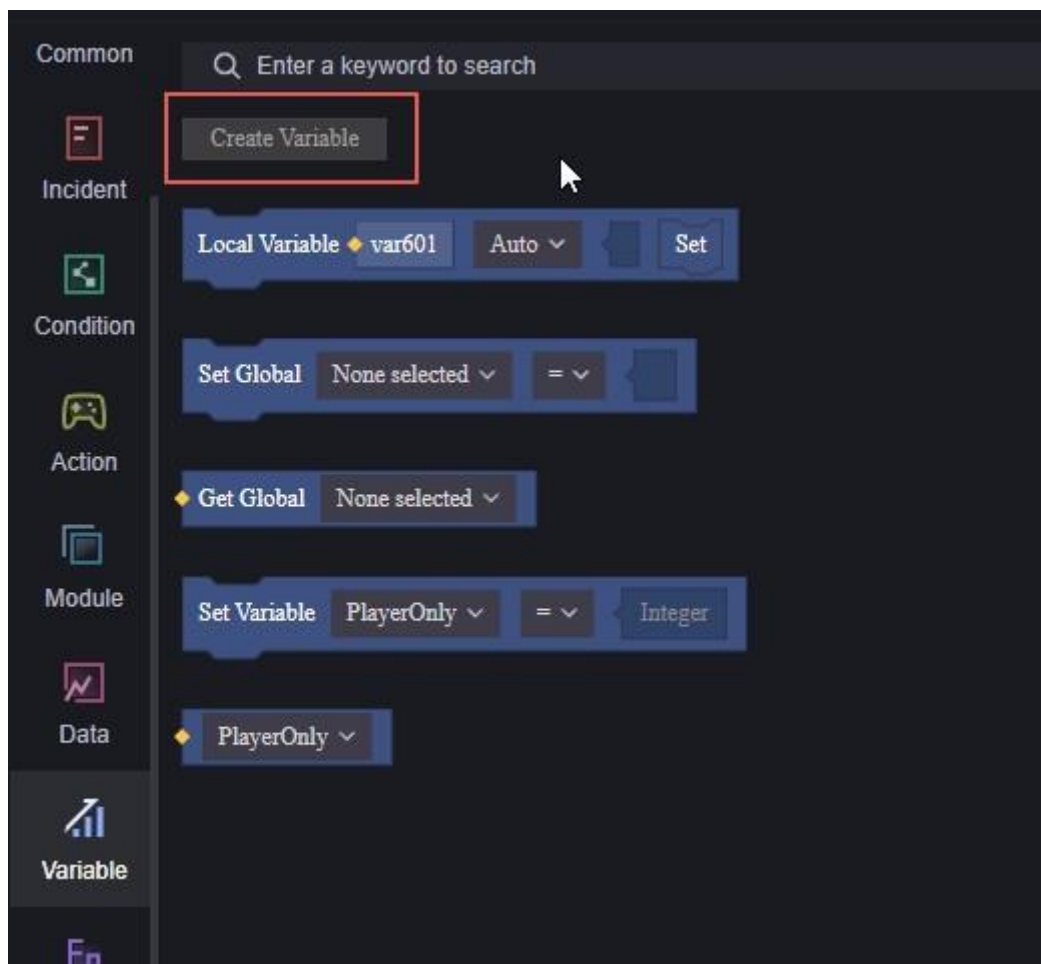 Common
Enter a keyword to search
Create Variable
Incident
Local Variable var601 Auto Set
Condition
Set Global None selected =
Action
Get Global None selected
Module
Set Variable PlayerOnly = Integer
Data
PlayerOnly
Variable